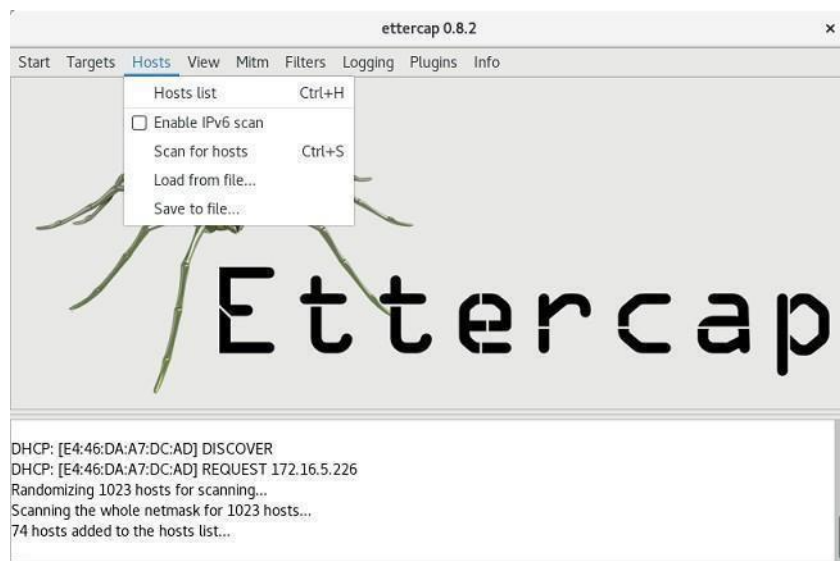 ettercap 0.8.2 ×
Start Targets Hosts View Mitm Filters Logging Plugins Info
Hosts list Ctrl+H
Enable IPv6 scan
Scan for hosts Ctrl+S
Load from file...
Save to file...
Ettercap
DHCP: [E4:46:DA:A7:DC:AD] DISCOVER
DHCP: [E4:46:DA:A7:DC:AD] REQUEST 172.16.5.226
Randomizing 1023 hosts for scanning...
Scanning the whole netmask for 1023 hosts...
74 hosts added to the hosts list...